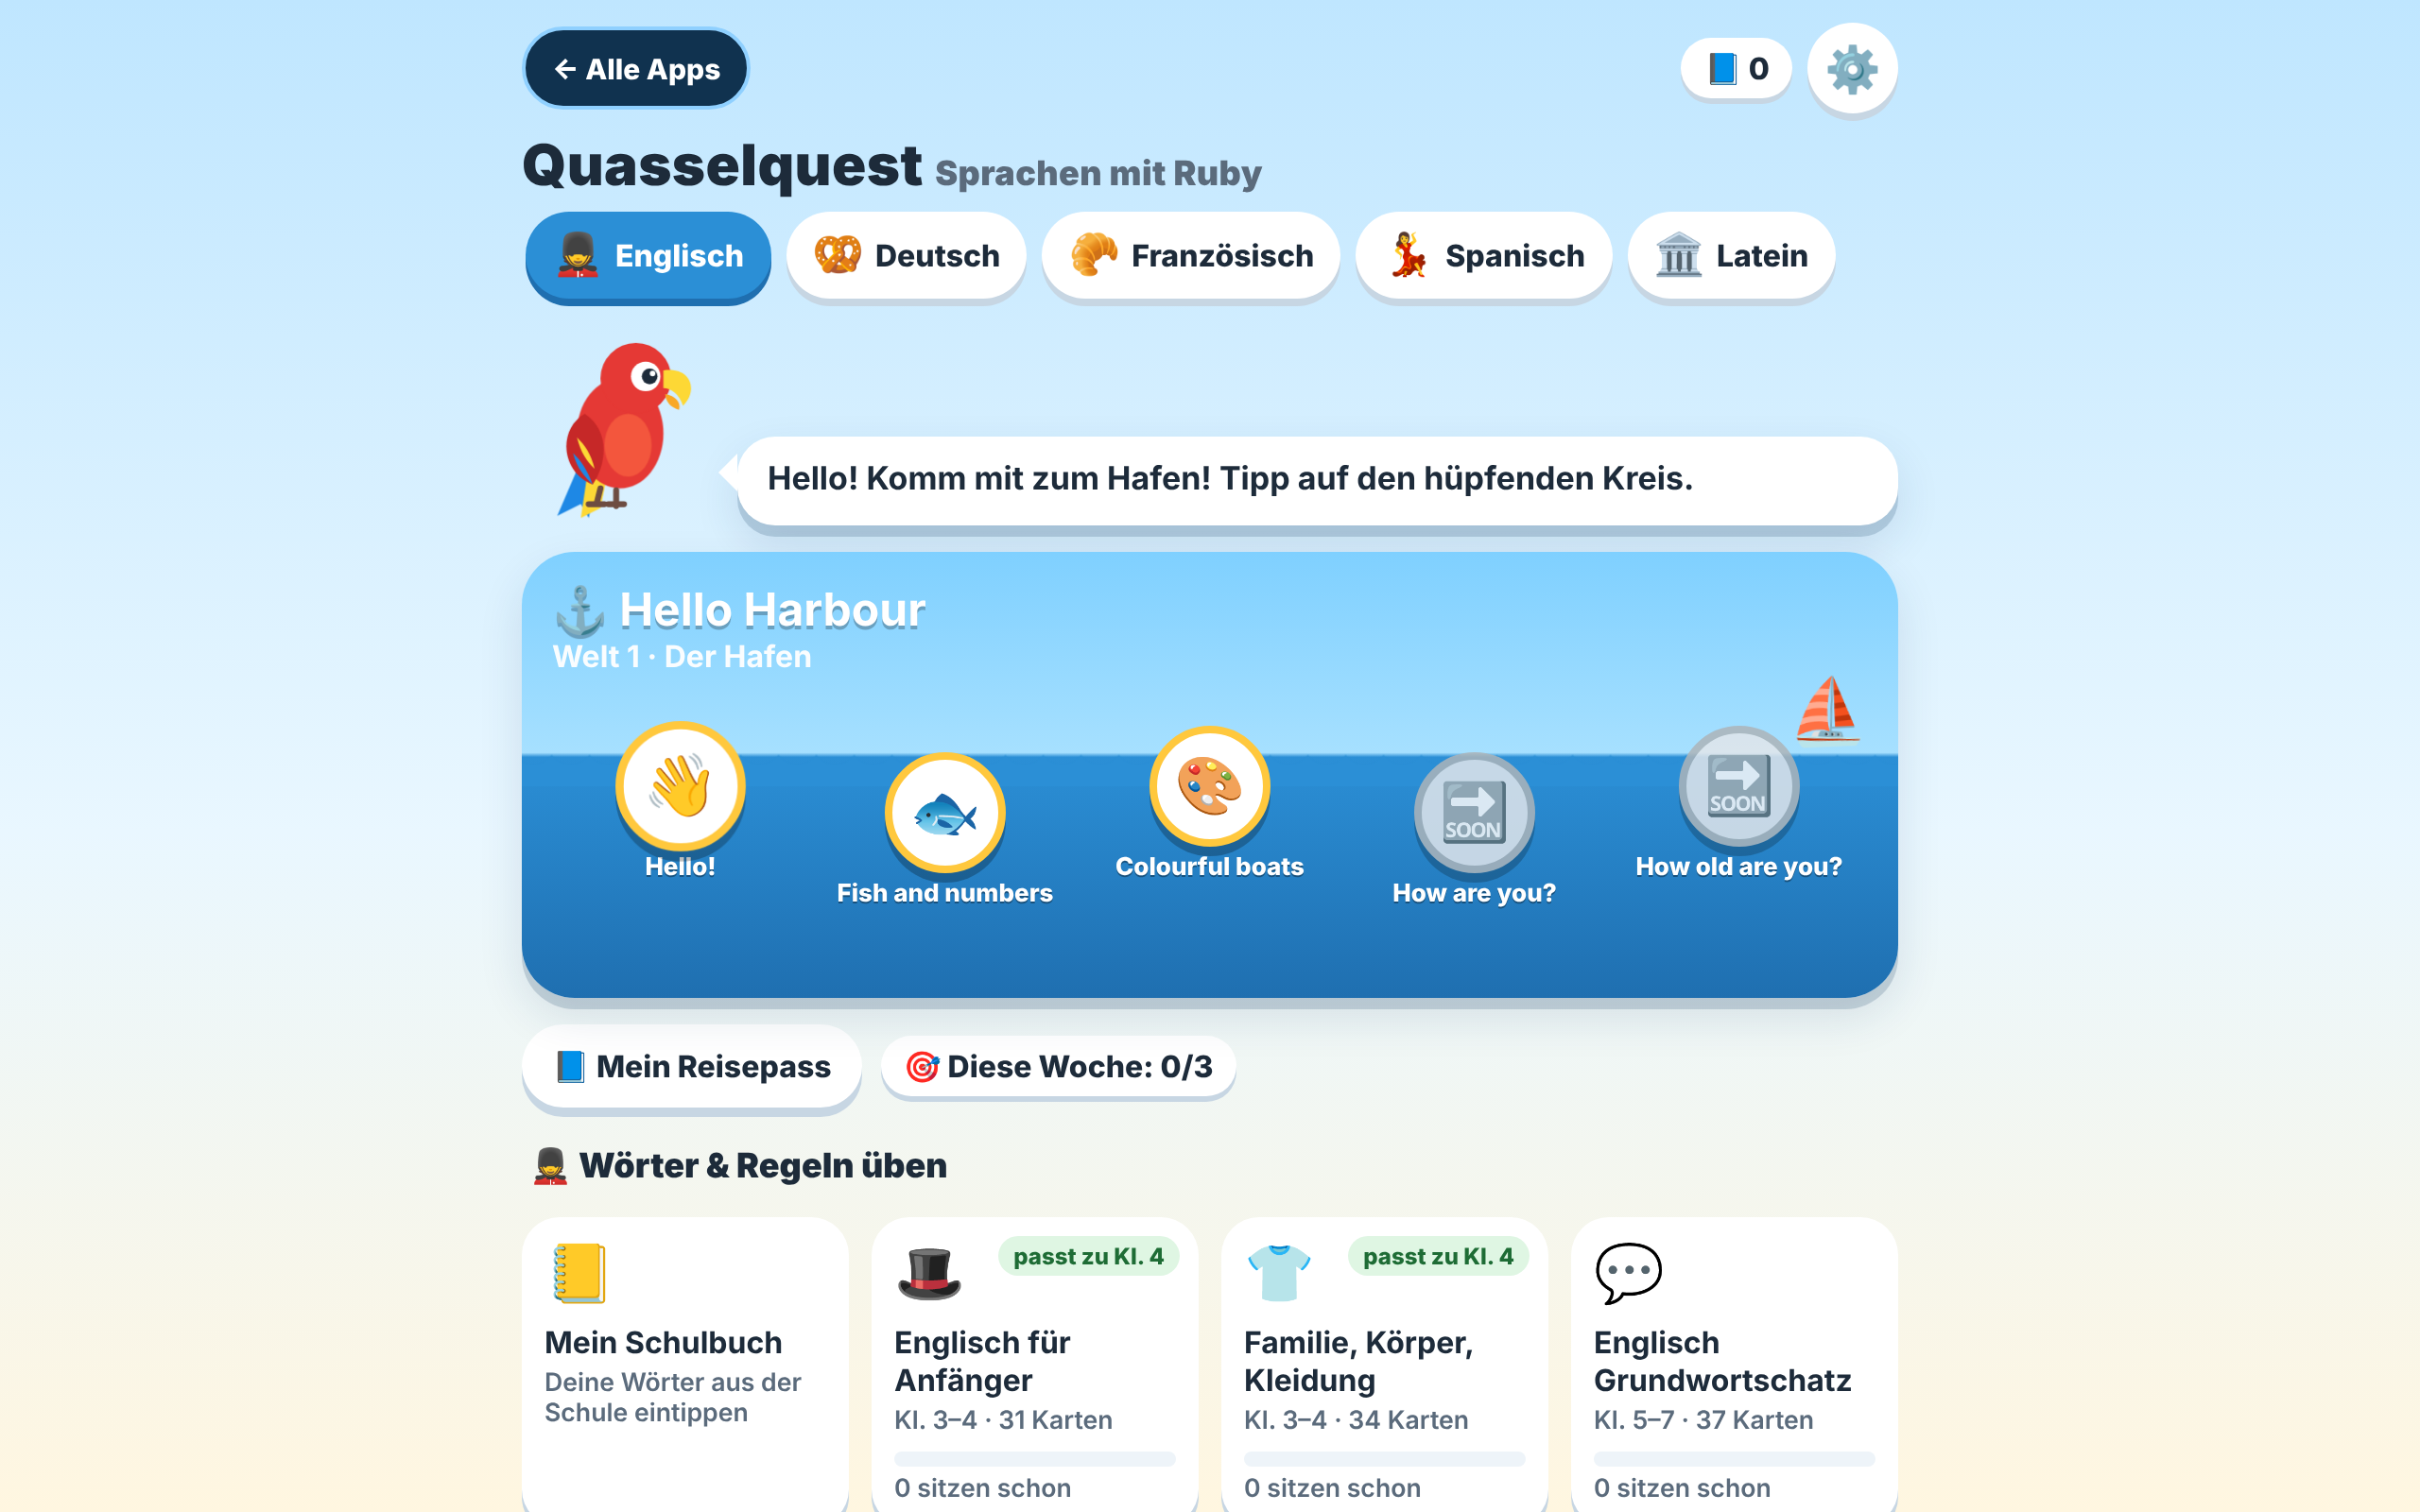 ← Alle Apps
0
Quasselquest Sprachen mit Ruby
Englisch
Deutsch
Französisch
Spanisch
Latein
Hello! Komm mit zum Hafen! Tipp auf den hüpfenden Kreis.
Hello Harbour
Welt 1 · Der Hafen
SOON
SOON
Hello!
Fish and numbers
Colourful boats
How are you?
How old are you?
Mein Reisepass
Diese Woche: 0/3
Wörter & Regeln üben
Mein Schulbuch
Deine Wörter aus der
Schule eintippen
passt zu Kl. 4
Englisch für
Anfänger
Kl. 3–4 · 31 Karten
0 sitzen schon
passt zu Kl. 4
Familie, Körper,
Kleidung
Kl. 3–4 · 34 Karten
0 sitzen schon
Englisch
Grundwortschatz
Kl. 5–7 · 37 Karten
0 sitzen schon